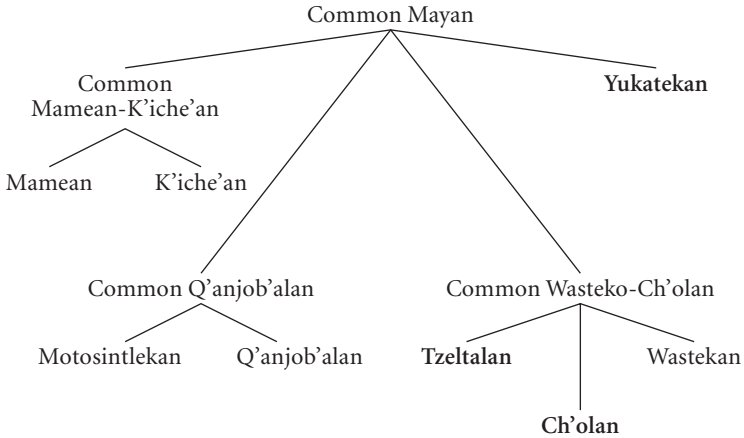 Common Mayan
Common
Mamean-K’iche’an
Yukatekan
Mamean
K’iche’an
Common Q’anjob’alan
Common Wasteko-Ch’olan
Motosintlekan
Q’anjob’alan
Tzeltalan
Wastekan
Ch’olan